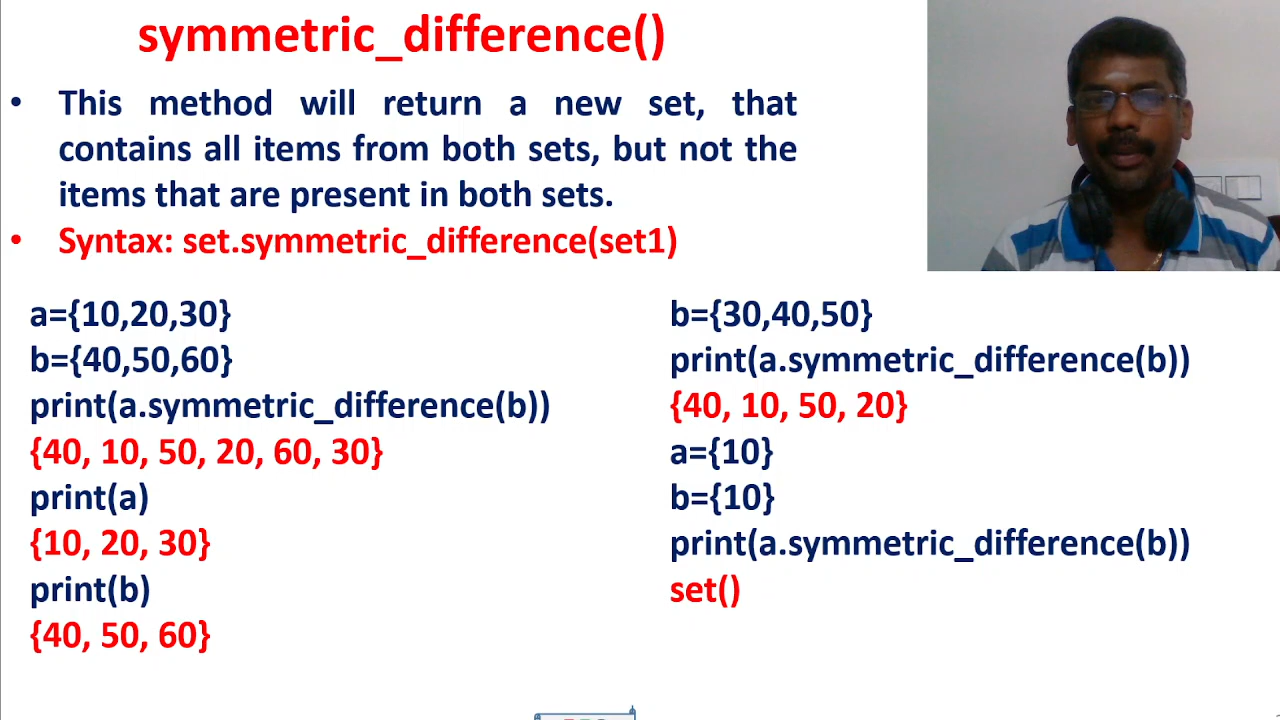 symmetric_difference()
• This method will return a new set, that
contains all items from both sets, but not the
items that are present in both sets.
• Syntax: set.symmetric_difference(set1)
a={10,20,30}
b={40,50,60}
print(a.symmetric_difference(b))
{40, 10, 50, 20, 60, 30}
print(a)
{10, 20, 30}
print(b)
{40, 50, 60}
b={30,40,50}
print(a.symmetric_difference(b))
{40, 10, 50, 20}
a={10}
b={10}
print(a.symmetric_difference(b))
set()